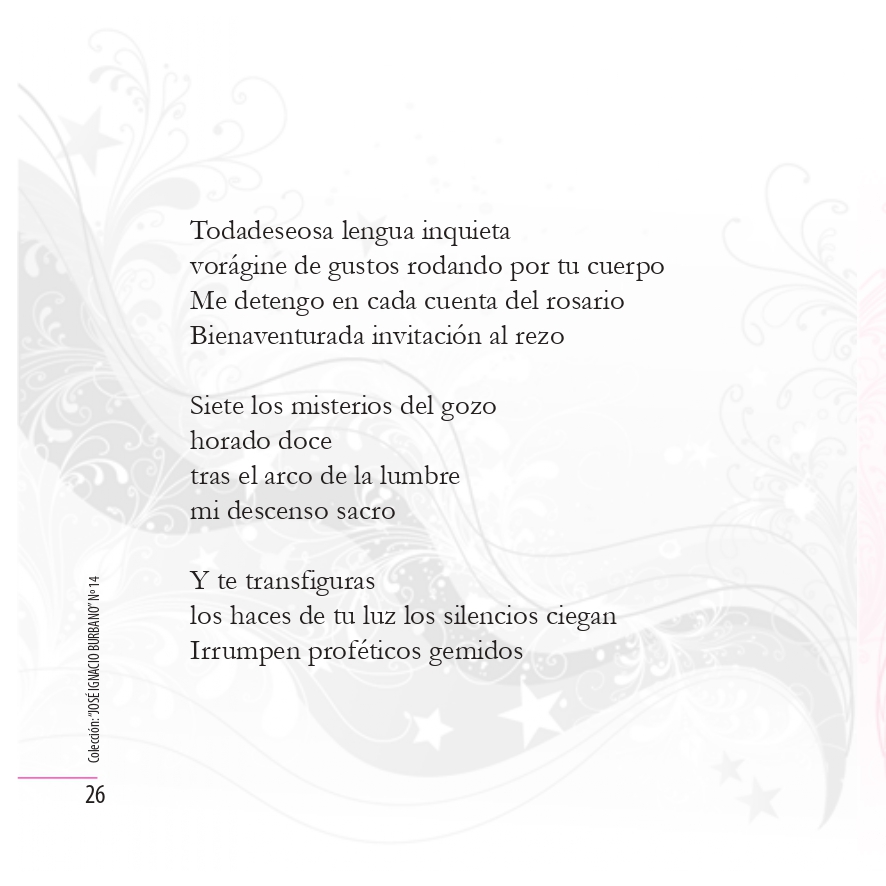 Todadeseosa lengua inquieta
vorágine de gustos rodando por tu cuerpo
Me detengo en cada cuenta del rosario
Bienaventurada invitación al rezo
Siete los misterios del gozo
horado doce
tras el arco de la lumbre
mi descenso sacro
Y te transfiguras
los haces de tu luz los silencios ciegan
Irrumpen proféticos gemidos
Colección: "JOSÉ IGNACIO BURBANO" Nº 14
26